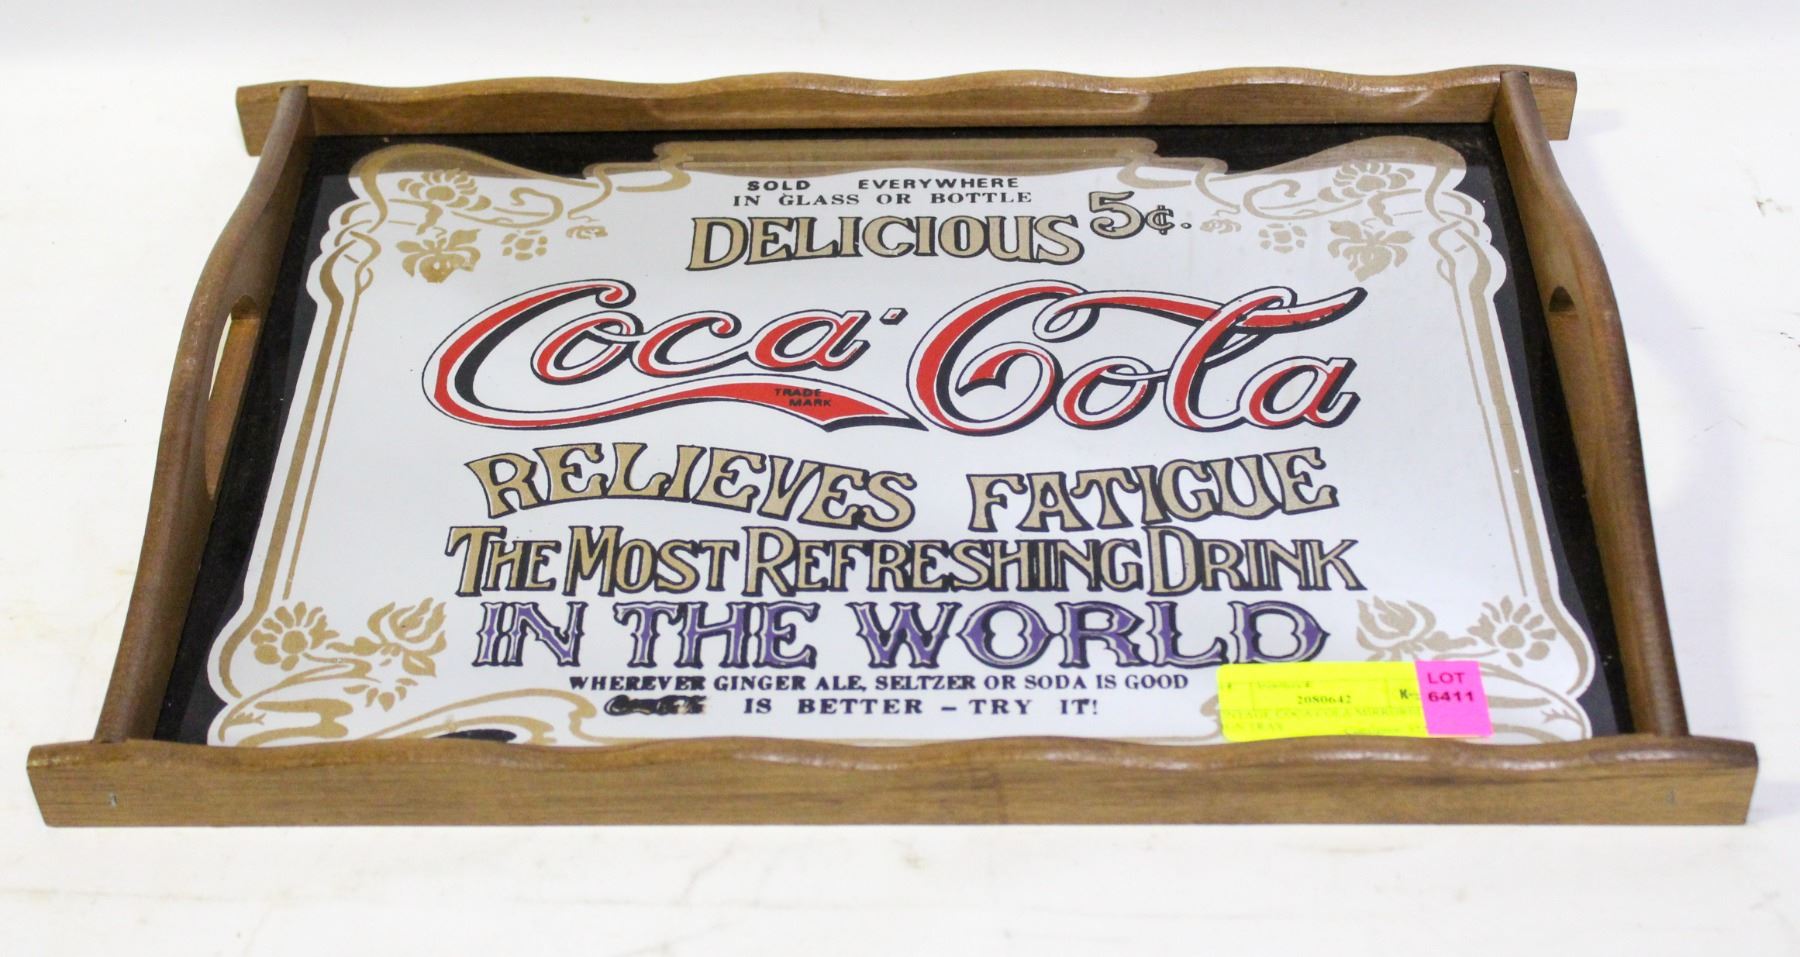 SOLD EVERYWHERE
IN GLASS OR BOTTLE
DELICIOUS 5¢.
Coca-Cola
TRADE
MARK
RELIEVES FATIGUE
THE MOST REFRESHING DRINK
IN THE WORLD
WHEREVER GINGER ALE, SELTZER OR SODA IS GOOD
IS BETTER – TRY IT!
2080642
LOT
6411